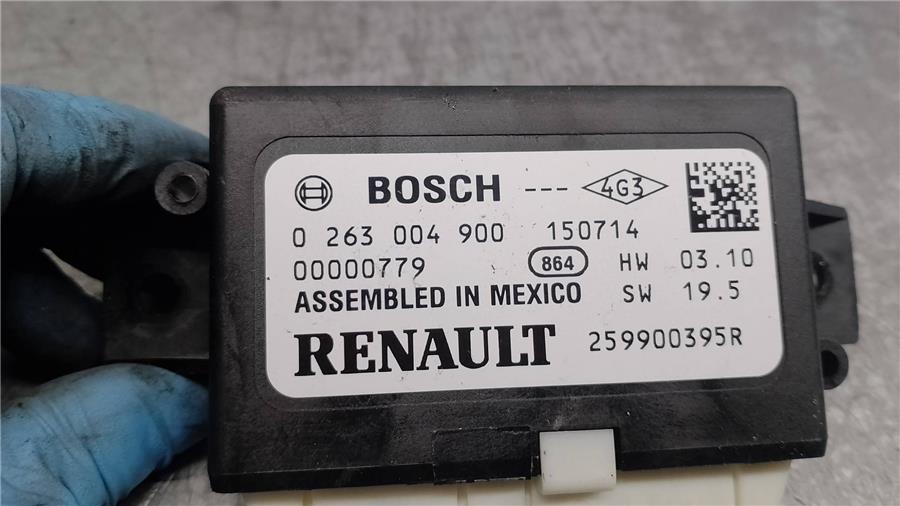 BOSCH --- 4G3
0 263 004 900 150714
00000779 864 HW 03.10
ASSEMBLED IN MEXICO SW 19.5
RENAULT 259900395R